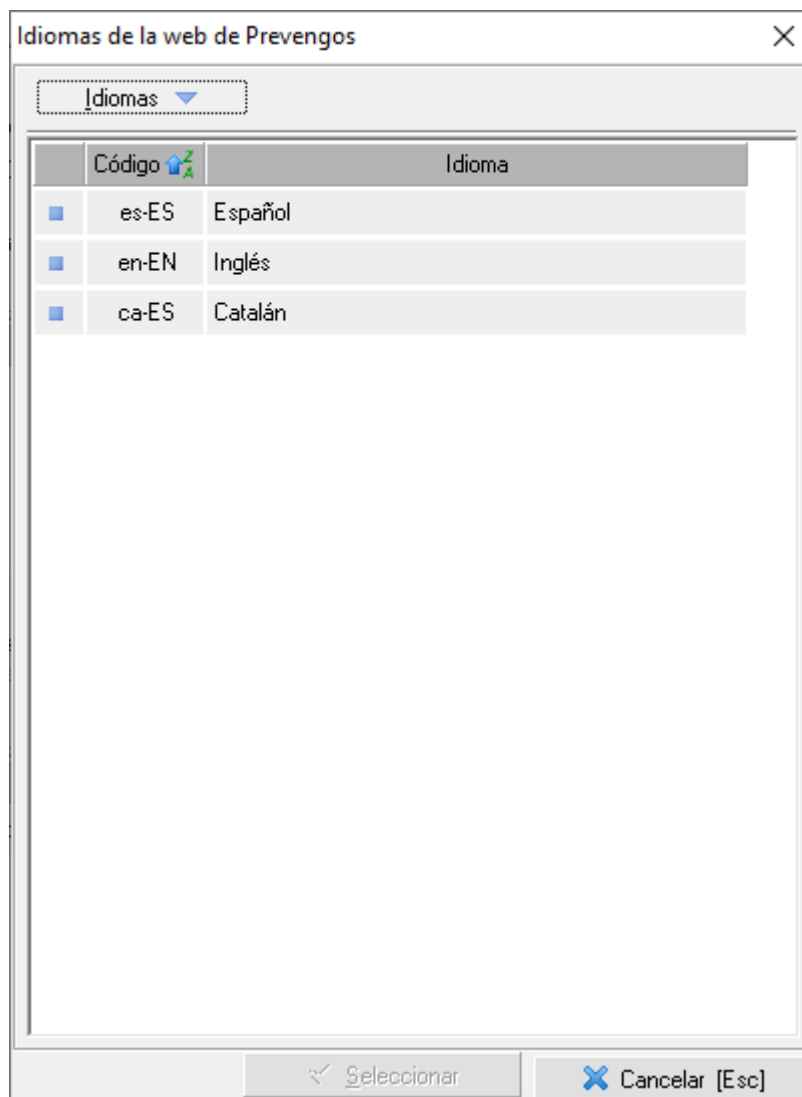 Idiomas de la web de Prevengos
Idiomas
Código Idioma
es-ES Español
en-EN Inglés
ca-ES Catalán
Seleccionar Cancelar [Esc]